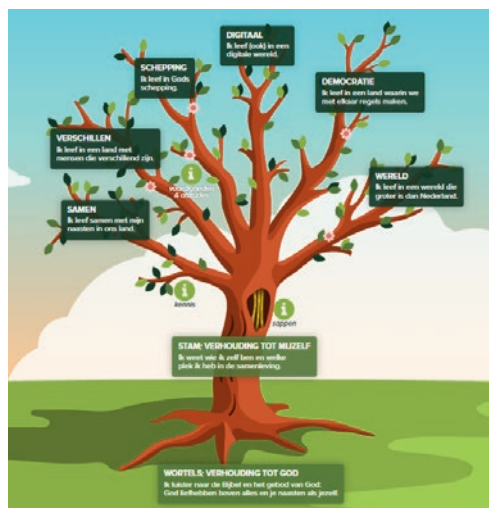 DIGITAAL
Ik leef (ook) in een
digitale wereld.
SCHEPPING
Ik leef in Gods
schepping.
DEMOCRATIE
Ik leef in een land waarin we
met elkaar regels maken.
VERSCHILLEN
Ik leef in een land met
mensen die verschillend zijn.
WERELD
Ik leef in een wereld die
groter is dan Nederland.
i
vaardigheden
& attitudes
SAMEN
Ik leef samen met mijn
naasten in ons land.
i
kennis
i
sappen
STAM; VERHOUDING TOT MIJZELF
Ik weet wie ik zelf ben en welke
plek ik heb in de samenleving.
WORTELS; VERHOUDING TOT GOD
Ik luister naar de Bijbel en het gebod van God:
God liefhebben boven alles en je naasten als jezelf.